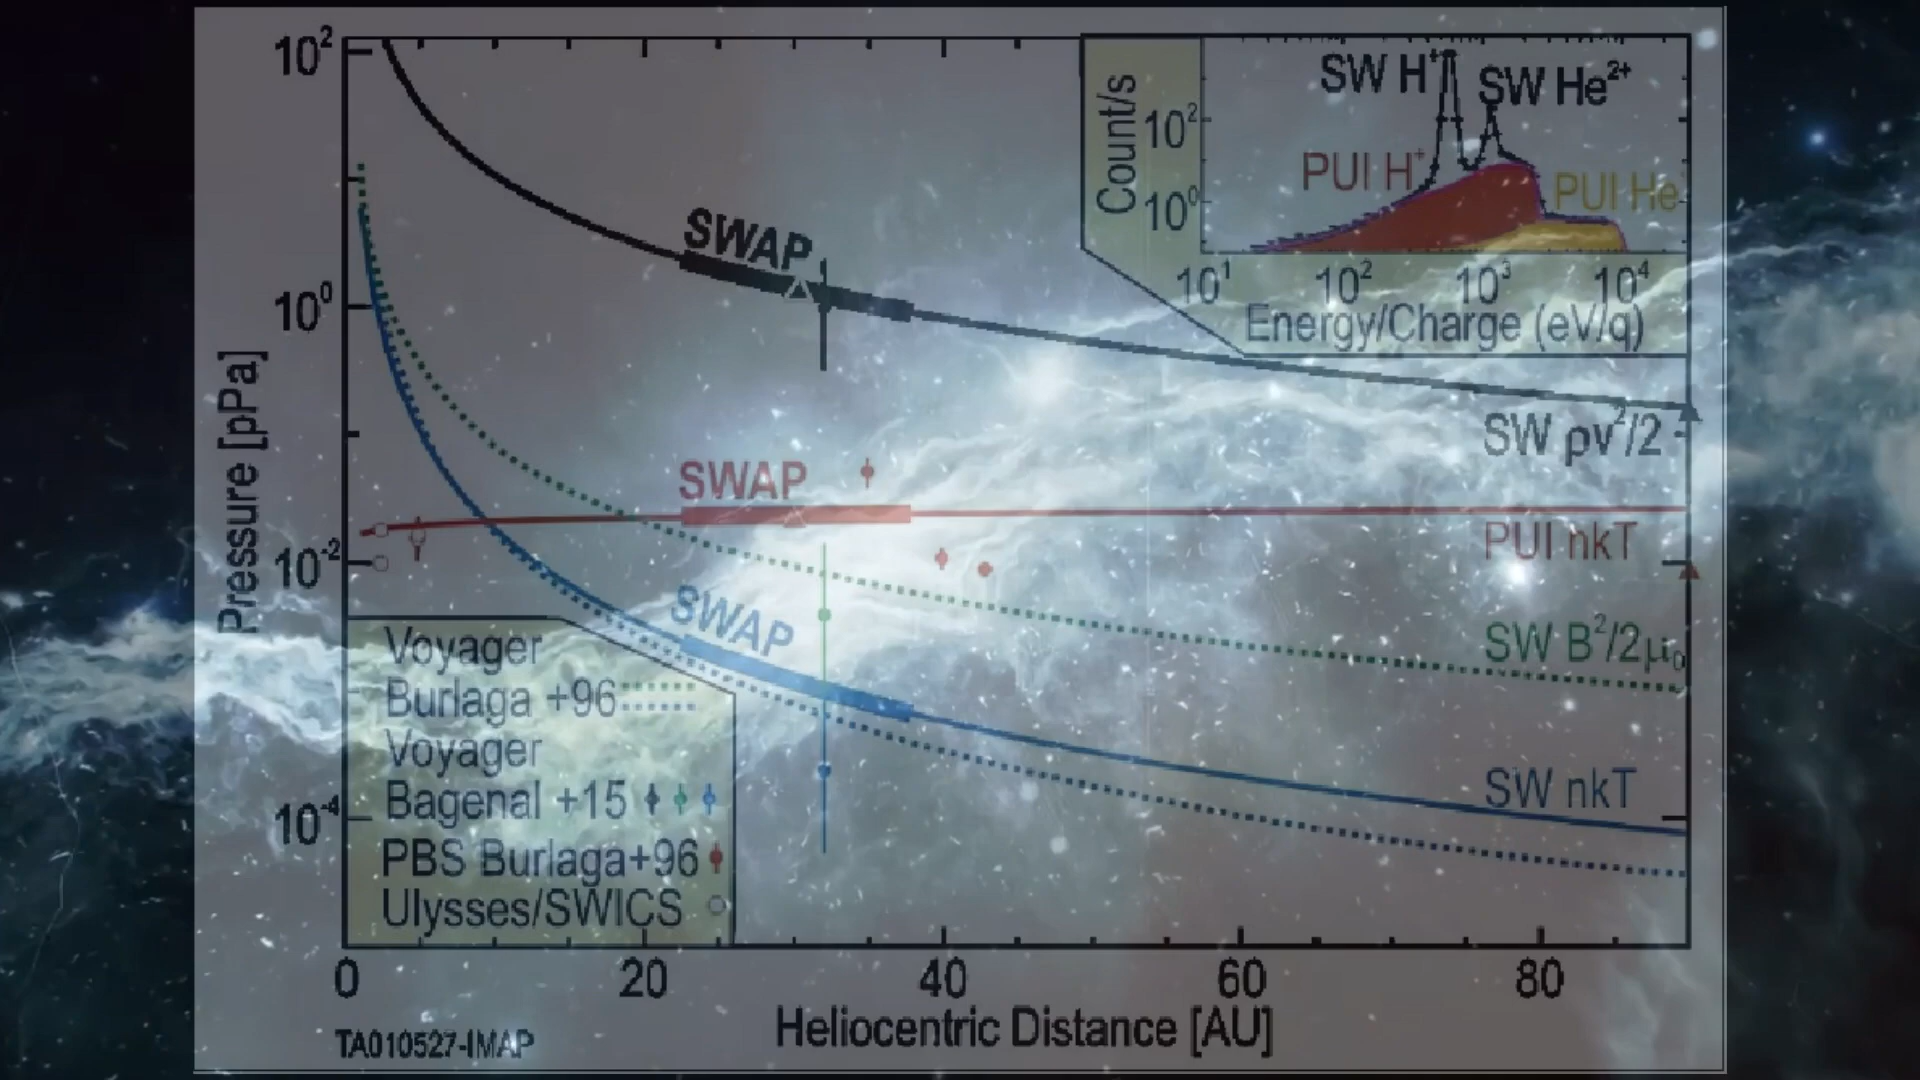 10²
10⁰
10⁻²
10⁻⁴
Pressure [pPa]
SWAP
SWAP
SWAP
Count/s
10²
10⁰
SW H⁺
SW He²⁺
PUI H⁺
PUI He
10¹ 10² 10³ 10⁴
Energy/Charge (eV/q)
SW ρv²/2
PUI nkT
SW B²/2μ₀
SW nkT
Voyager
Burlaga +96
Voyager
Bagenal +15
PBS Burlaga+96
Ulysses/SWICS
0 20 40 60 80
Heliocentric Distance [AU]
TA010527-IMAP